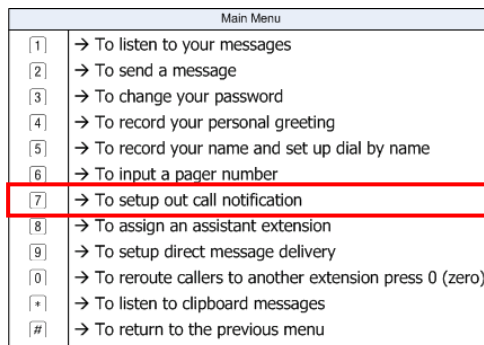 Main Menu
1 → To listen to your messages
2 → To send a message
3 → To change your password
4 → To record your personal greeting
5 → To record your name and set up dial by name
6 → To input a pager number
7 → To setup out call notification
8 → To assign an assistant extension
9 → To setup direct message delivery
0 → To reroute callers to another extension press 0 (zero)
* → To listen to clipboard messages
# → To return to the previous menu